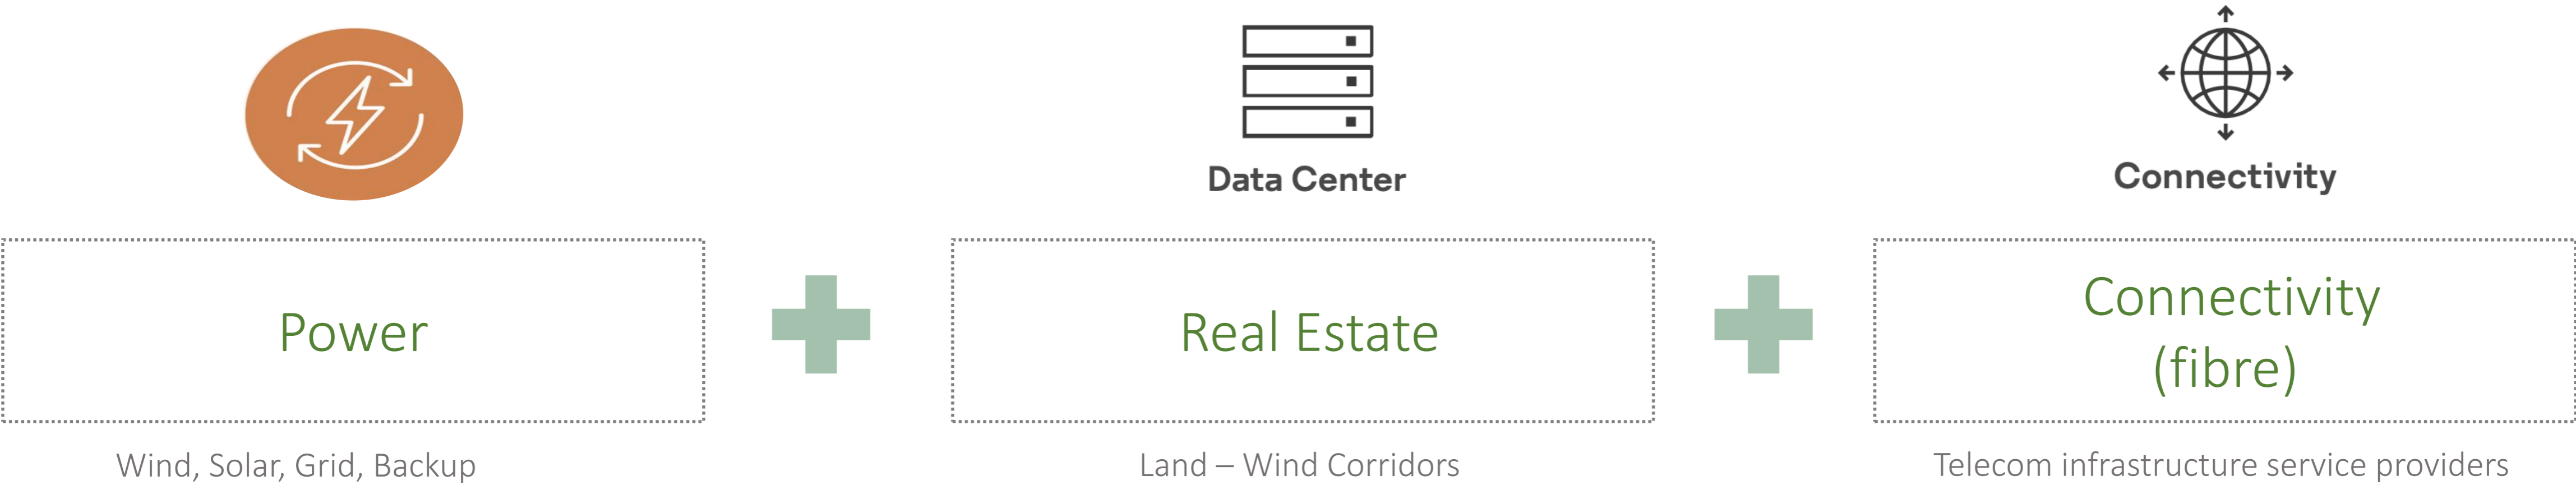 Data Center
Connectivity
Power
Real Estate
Connectivity
(fibre)
Wind, Solar, Grid, Backup
Land – Wind Corridors
Telecom infrastructure service providers